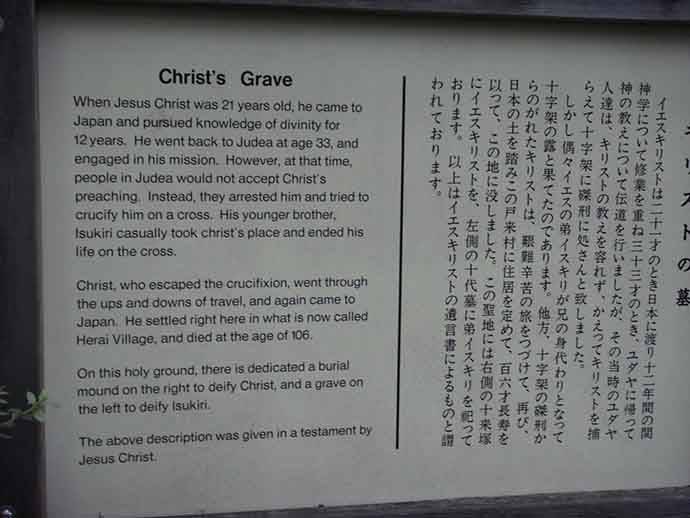 Christ's Grave
When Jesus Christ was 21 years old, he came to
Japan and pursued knowledge of divinity for
12 years. He went back to Judea at age 33, and
engaged in his mission. However, at that time,
people in Judea would not accept Christ's
preaching. Instead, they arrested him and tried to
crucify him on a cross. His younger brother,
Isukiri casually took christ's place and ended his
life on the cross.
Christ, who escaped the crucifixion, went through
the ups and downs of travel, and again came to
Japan. He settled right here in what is now called
Herai Village, and died at the age of 106.
On this holy ground, there is dedicated a burial
mound on the right to deify Christ, and a grave on
the left to deify Isukiri.
The above description was given in a testament by
Jesus Christ.
キリストの墓
イエスキリストは二十一才のとき日本に渡り十二年間の間
神学について修業を重ね三十三才のとき、ユダヤに帰って
神の教えについて伝道を行いましたが、その当時のユダヤ
人達は、キリストの教えを容れず、かえってキリストを捕
らえて十字架に磔刑に処さんと致しました。
しかし偶々イエスの弟イスキリが兄の身代わりとなって
十字架の露と果てたのであります。他方、十字架の磔刑か
らのがれたキリストは、艱難辛苦の旅をつづけて、再び、
日本の土を踏みこの戸来村に住居を定めて、百六才長寿を
以って、この地に没しました。この聖地には右側の十来塚
にイエスキリストを、左側の十代墓に弟イスキリを祀って
おります。以上はイエスキリストの遺言書によるものと謂
われております。